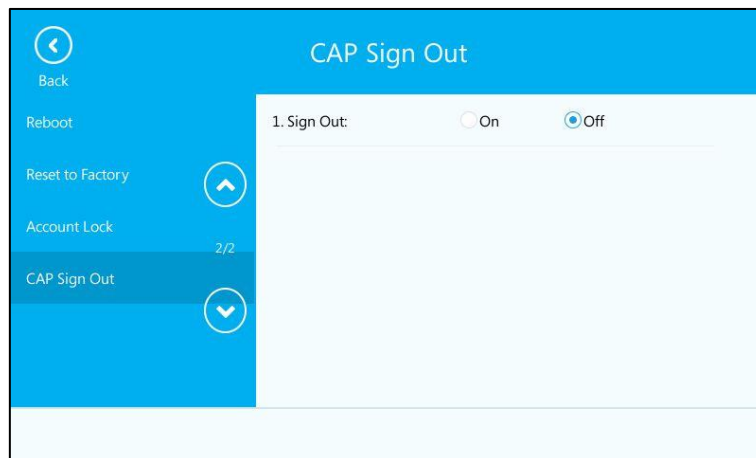 CAP Sign Out
Back
Reboot
Reset to Factory
Account Lock
2/2
CAP Sign Out
1. Sign Out: On Off